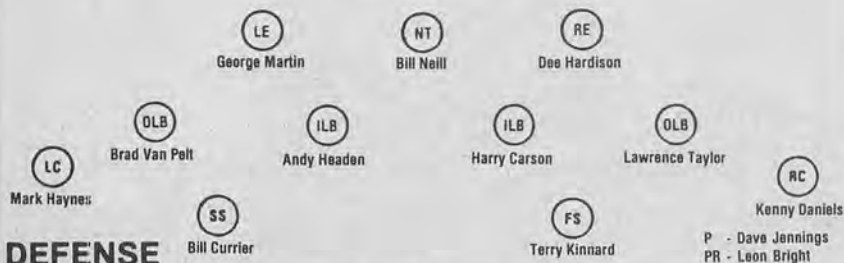 LE NT RE
George Martin Bill Neill Dee Hardison
OLB ILB ILB OLB
Brad Van Pelt Andy Headen Harry Carson Lawrence Taylor
LC RC
Mark Haynes Kenny Daniels
SS FS
Bill Currier Terry Kinnard
DEFENSE
P - Dave Jennings
PR - Leon Bright